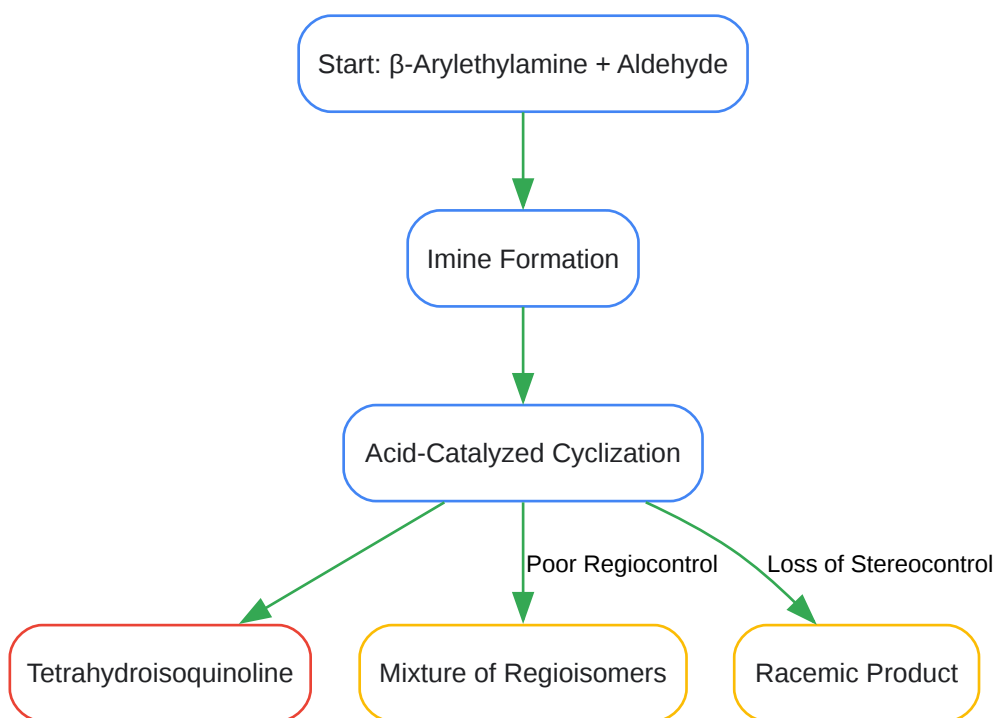 Start: β-Arylethylamine + Aldehyde
Imine Formation
Acid-Catalyzed Cyclization
Poor Regiocontrol
Loss of Stereocontrol
Tetrahydroisoquinoline
Mixture of Regioisomers
Racemic Product